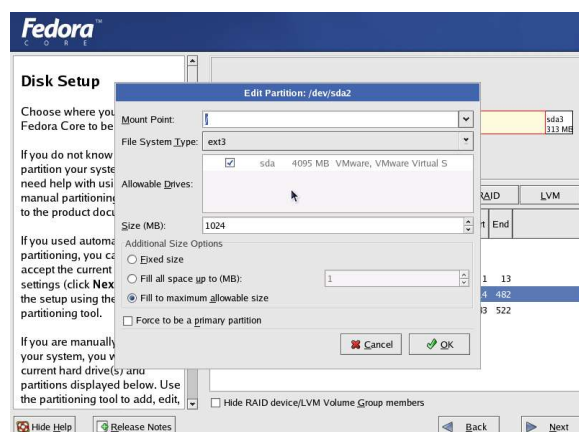 Fedora™
CORE
Disk Setup
Choose where you
Fedora Core to be
If you do not know
partition your syste
need help with usi
manual partitioning
to the product docu
If you used automa
partitioning, you ca
accept the current
settings (click Nex
the setup using the
partitioning tool.
If you are manually
your system, you w
current hard drive(s) and
partitions displayed below. Use
the partitioning tool to add, edit,
Edit Partition: /dev/sda2
Mount Point: /
File System Type: ext3
Allowable Drives:
sda 4095 MB VMware, VMware Virtual S
Size (MB): 1024
Additional Size Options
Fixed size
Fill all space up to (MB): 1
Fill to maximum allowable size
Force to be a primary partition
Cancel
OK
sda3
313 MB
RAID
LVM
End
1 13
4 482
3 522
Hide RAID device/LVM Volume Group members
Hide Help
Release Notes
Back
Next